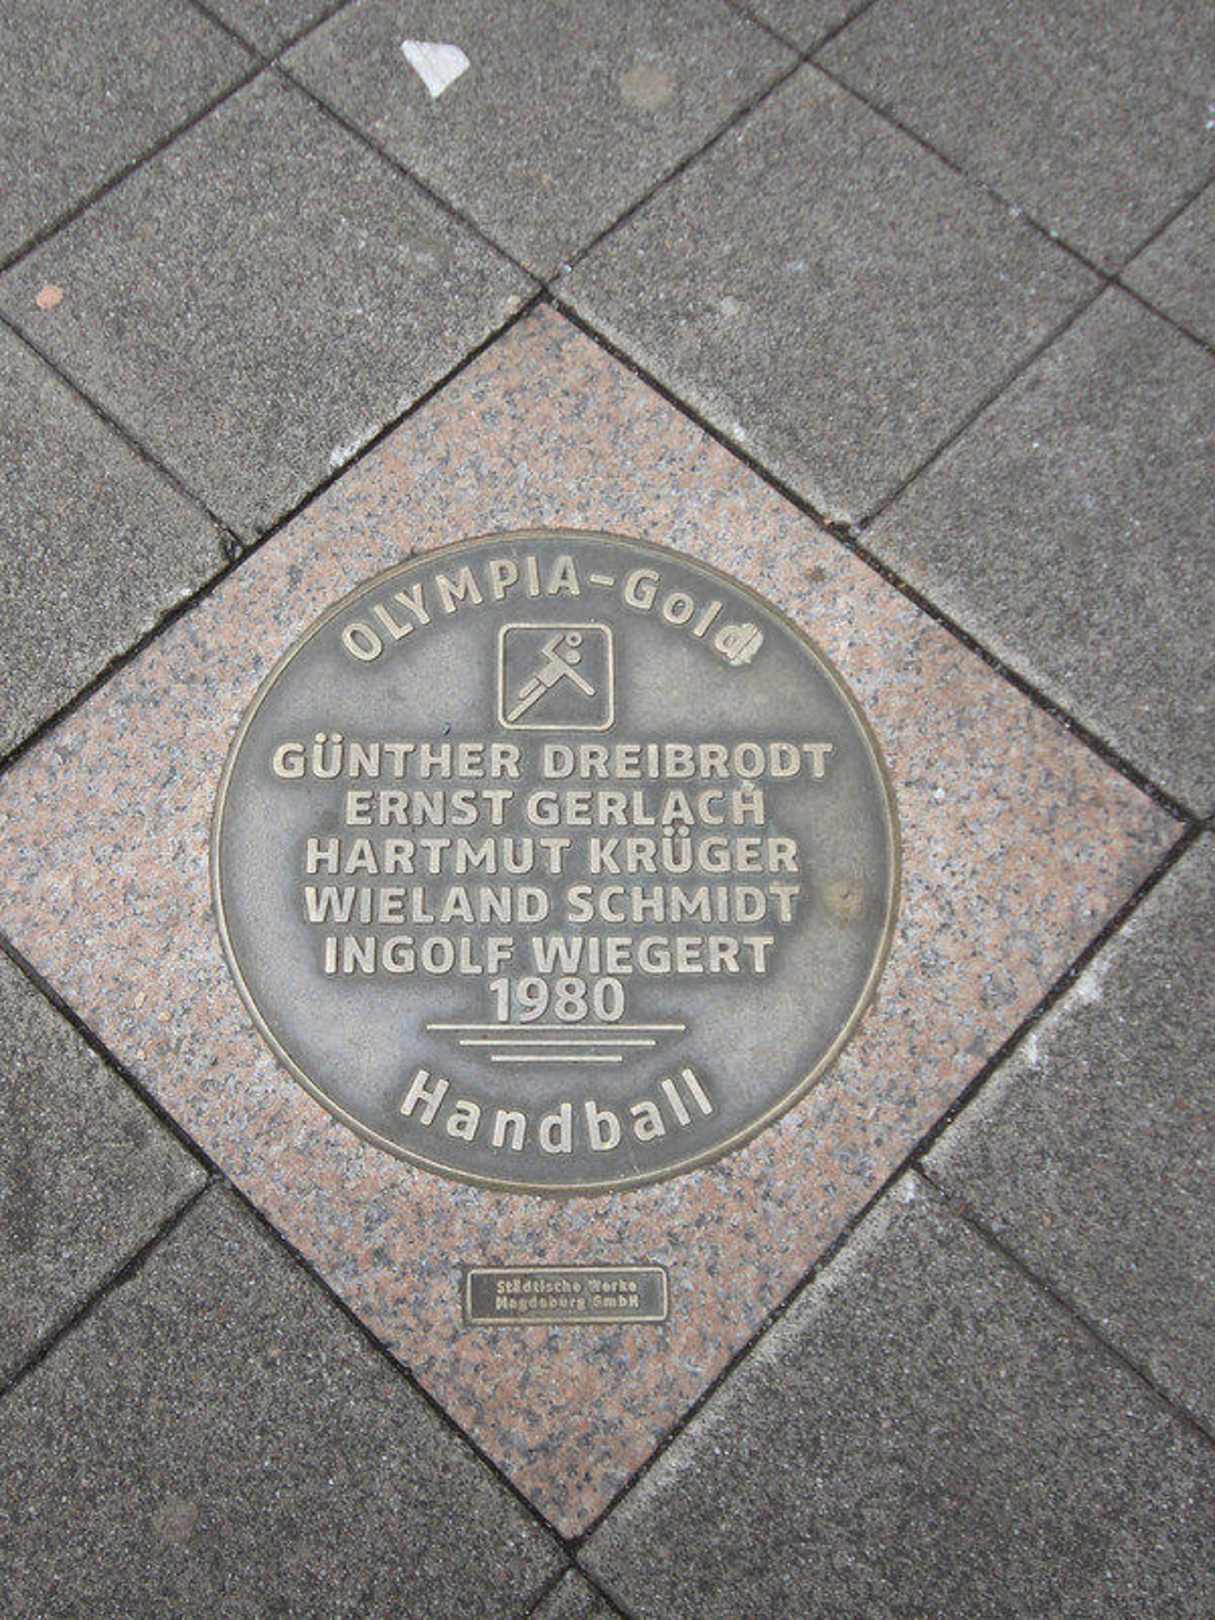 OLYMPIA-Gold
GÜNTHER DREIBRODT
ERNST GERLACH
HARTMUT KRÜGER
WIELAND SCHMIDT
INGOLF WIEGERT
1980
Handball
Städtische Werke
Magdeburg GmbH